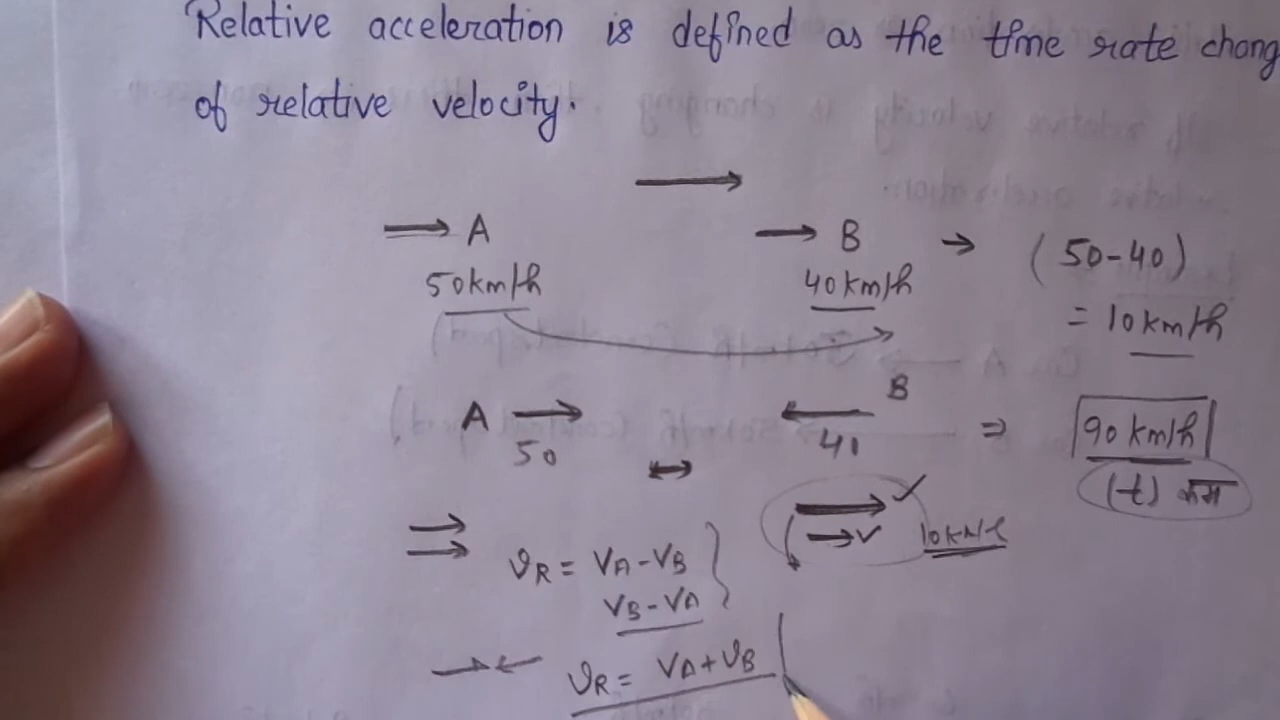 Relative acceleration is defined as the time rate chang
of relative velocity.
A B → (50-40)
50km/h 40km/h = 10km/h
A → ← B ⇒ 90 km/h
50 41 (t) कम
VR = VA-VB 10km/h
VB-VA
VR = VA+VB